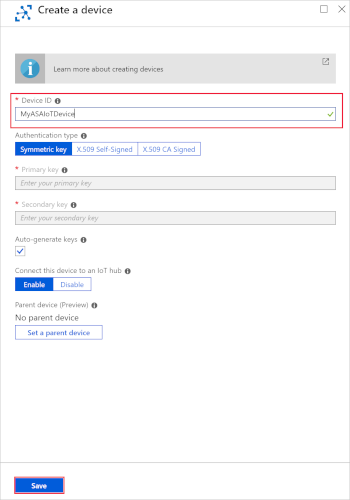 Create a device
Learn more about creating devices
* Device ID
MyASAIoTDevice
Authentication type
Symmetric key X.509 Self-Signed X.509 CA Signed
* Primary key
Enter your primary key
* Secondary key
Enter your secondary key
Auto-generate keys
Connect this device to an IoT hub
Enable Disable
Parent device (Preview)
No parent device
Set a parent device
Save